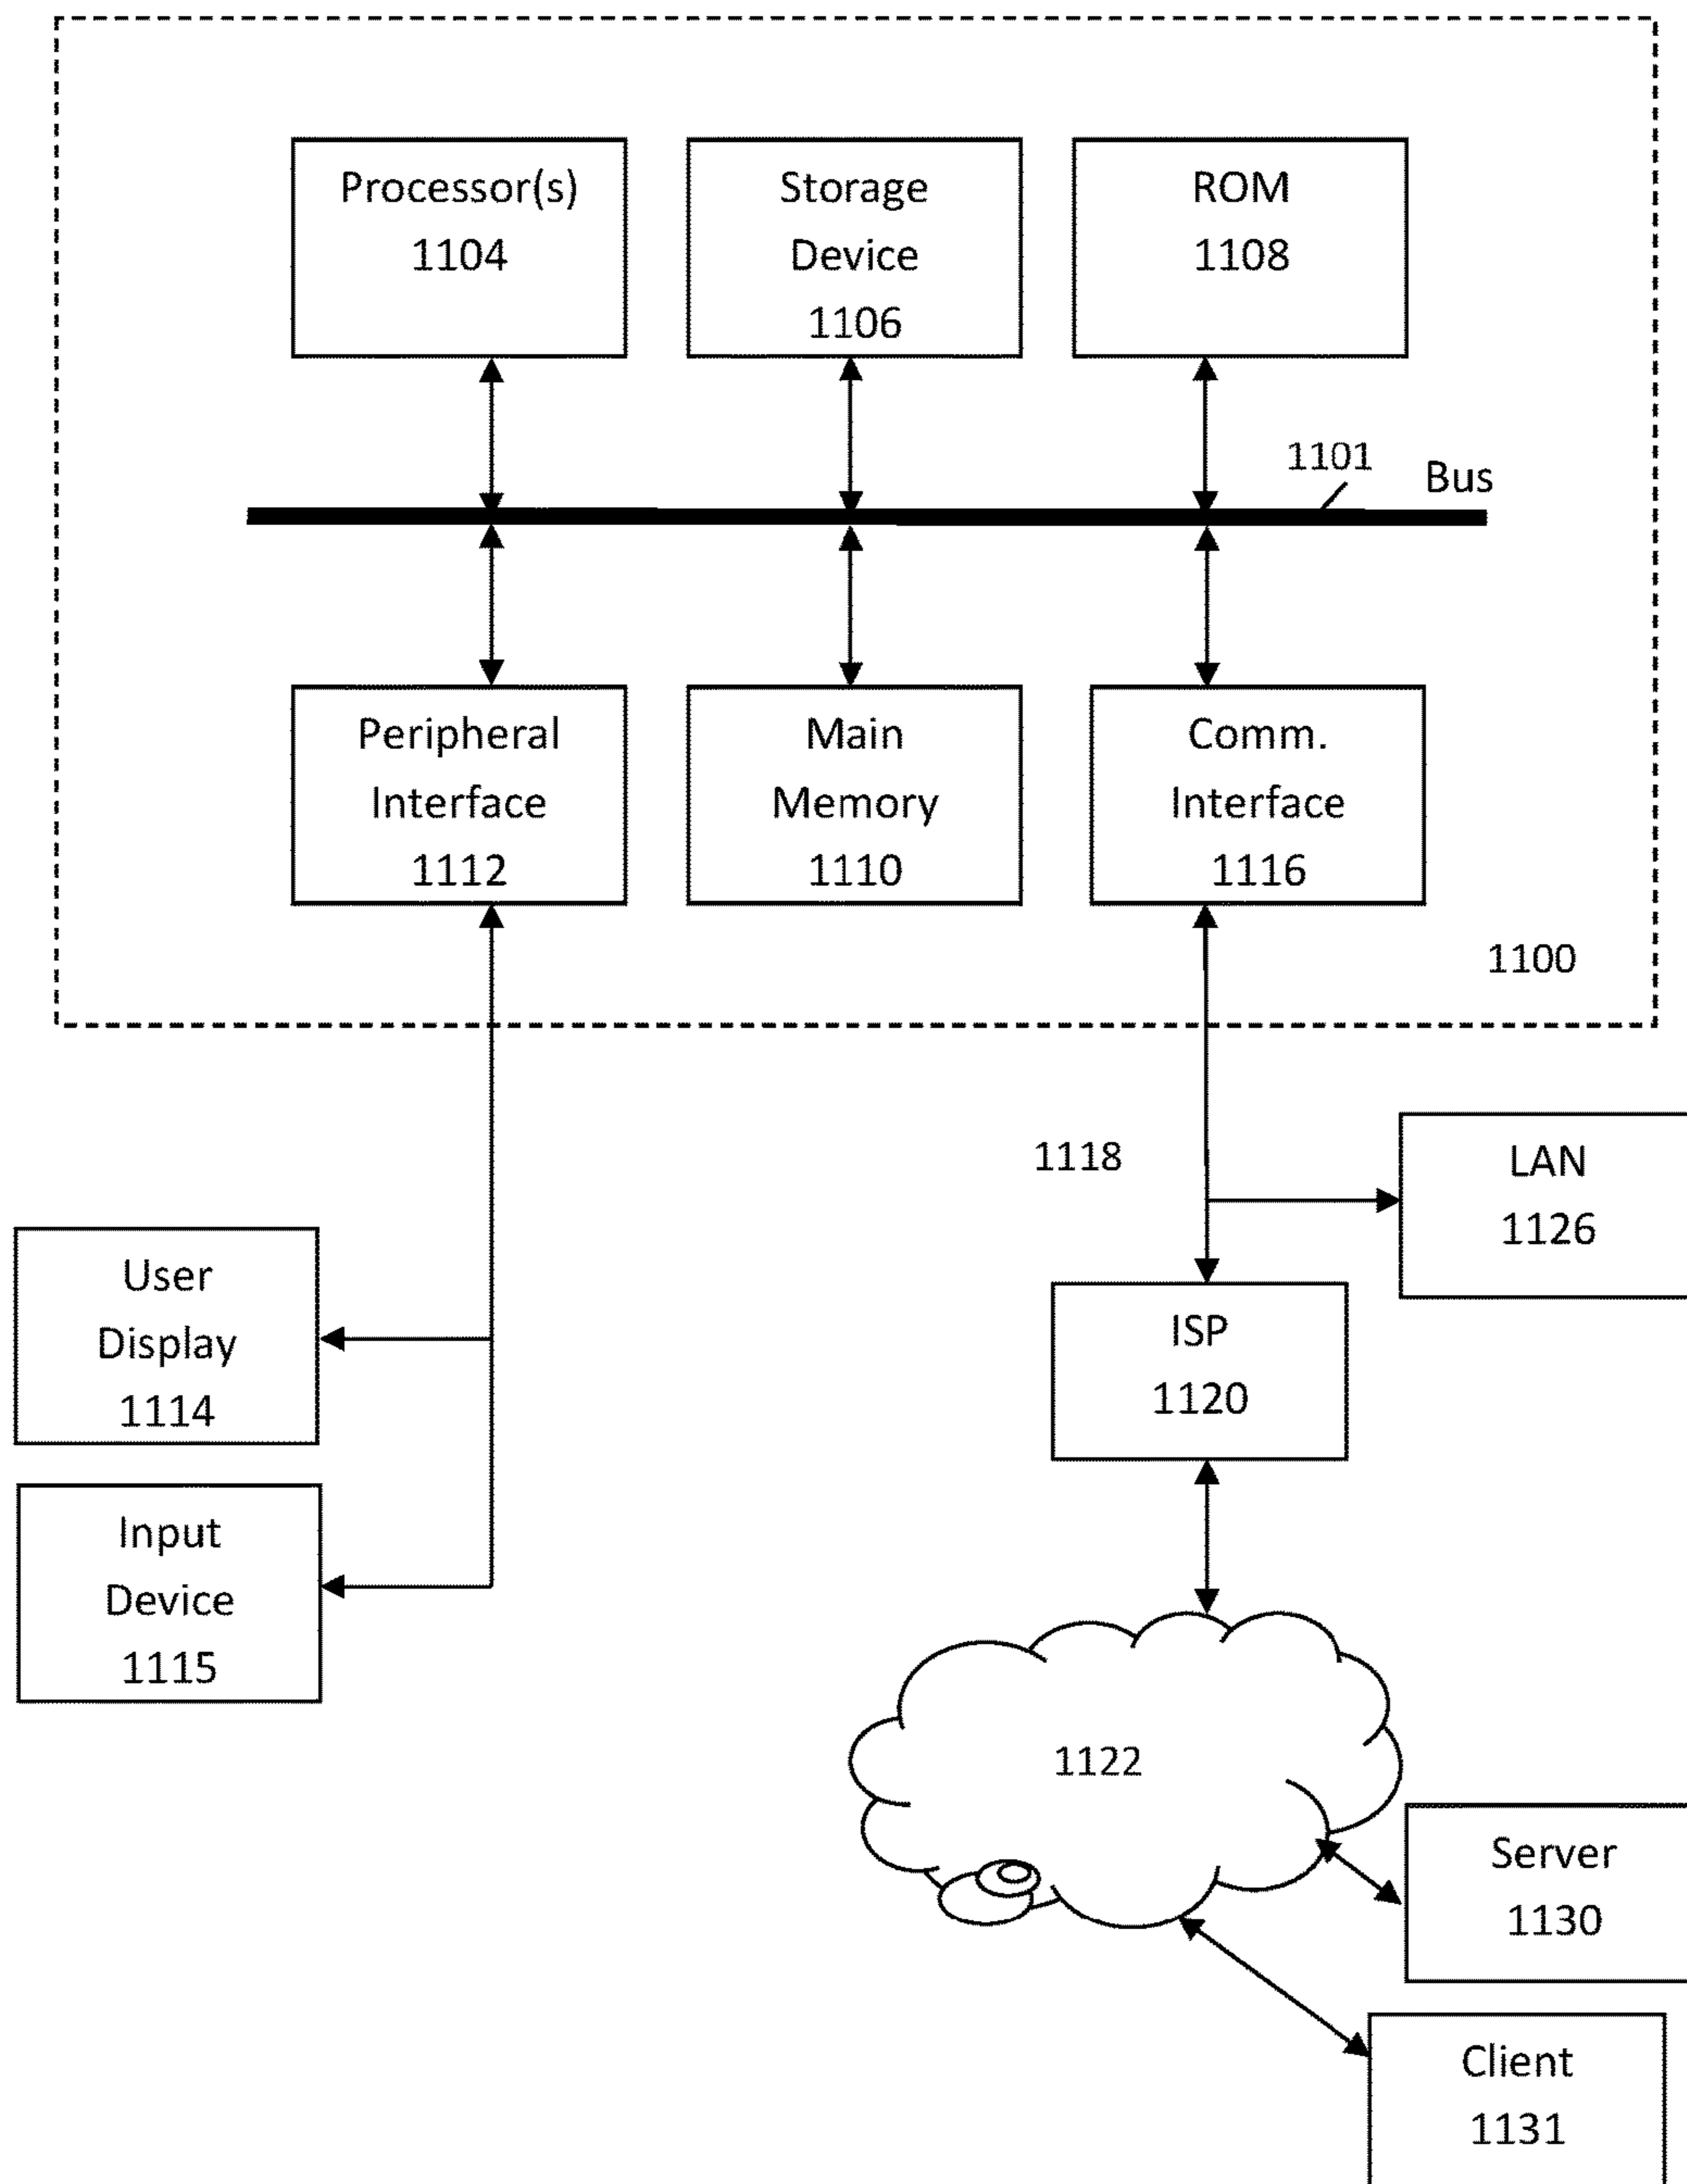 Processor(s)
1104
Storage
Device
1106
ROM
1108
1101
Bus
Peripheral
Interface
1112
Main
Memory
1110
Comm.
Interface
1116
1100
1118
LAN
1126
User
Display
1114
ISP
1120
Input
Device
1115
1122
Server
1130
Client
1131